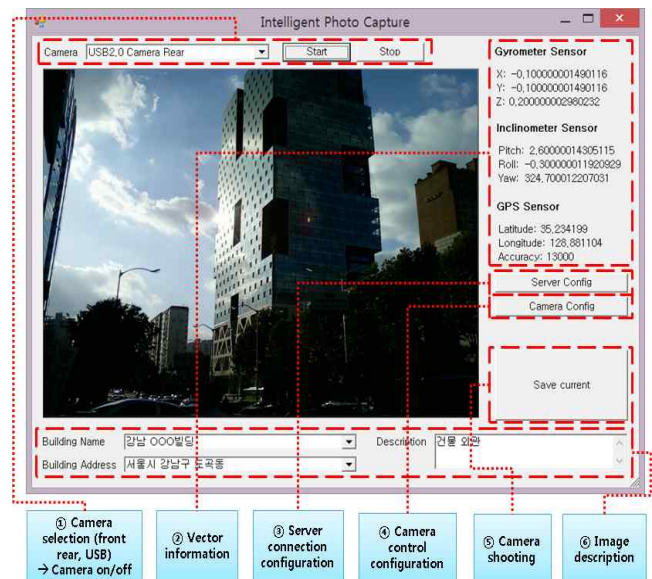 Intelligent Photo Capture
Camera USB2,0 Camera Rear Start Stop
Gyrometer Sensor
X: -0,100000001490116
Y: -0,100000001490116
Z: 0,200000002980232
Inclinometer Sensor
Pitch: 2,60000014305115
Roll: -0,300000011920929
Yaw: 324,700012207031
GPS Sensor
Latitude: 35,234199
Longitude: 128,881104
Accuracy: 13000
Server Config
Camera Config
Save current
Building Name 강남 OOO빌딩
Description 건물 외관
Building Address 서울시 강남구 도곡동
① Camera
selection (front
rear, USB)
→ Camera on/off
② Vector
information
③ Server
connection
configuration
④ Camera
control
configuration
⑤ Camera
shooting
⑥ Image
description